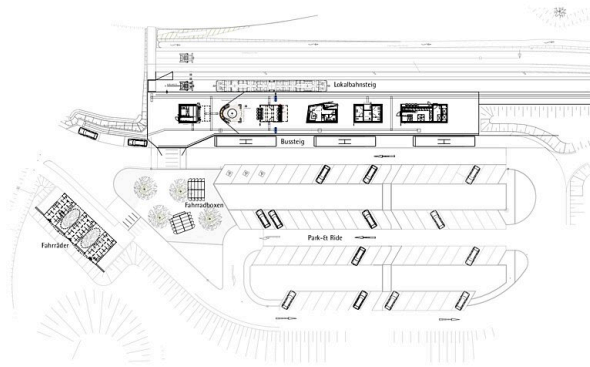 Lokalbahnsteig
Bussteig
Fahrradboxen
Fahrräder
Park-& Ride